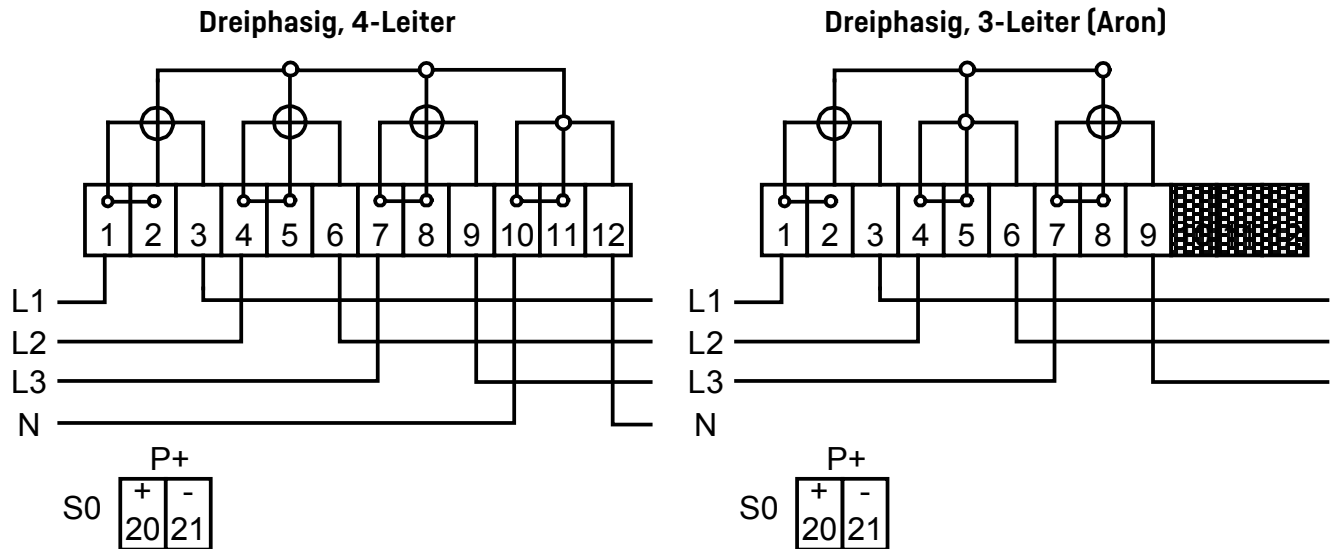 Dreiphasig, 4-Leiter
1 2 3 4 5 6 7 8 9 10 11 12
L1
L2
L3
N
P+
S0
+ -
20 21
Dreiphasig, 3-Leiter (Aron)
1 2 3 4 5 6 7 8 9
L1
L2
L3
N
P+
S0
+ -
20 21